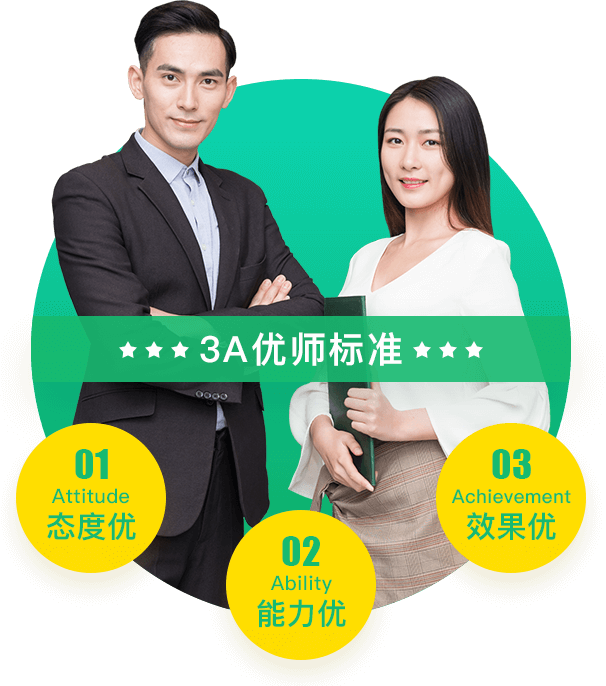 ★★★ 3A优师标准 ★★★
01
Attitude
态度优
02
Ability
能力优
03
Achievement
效果优